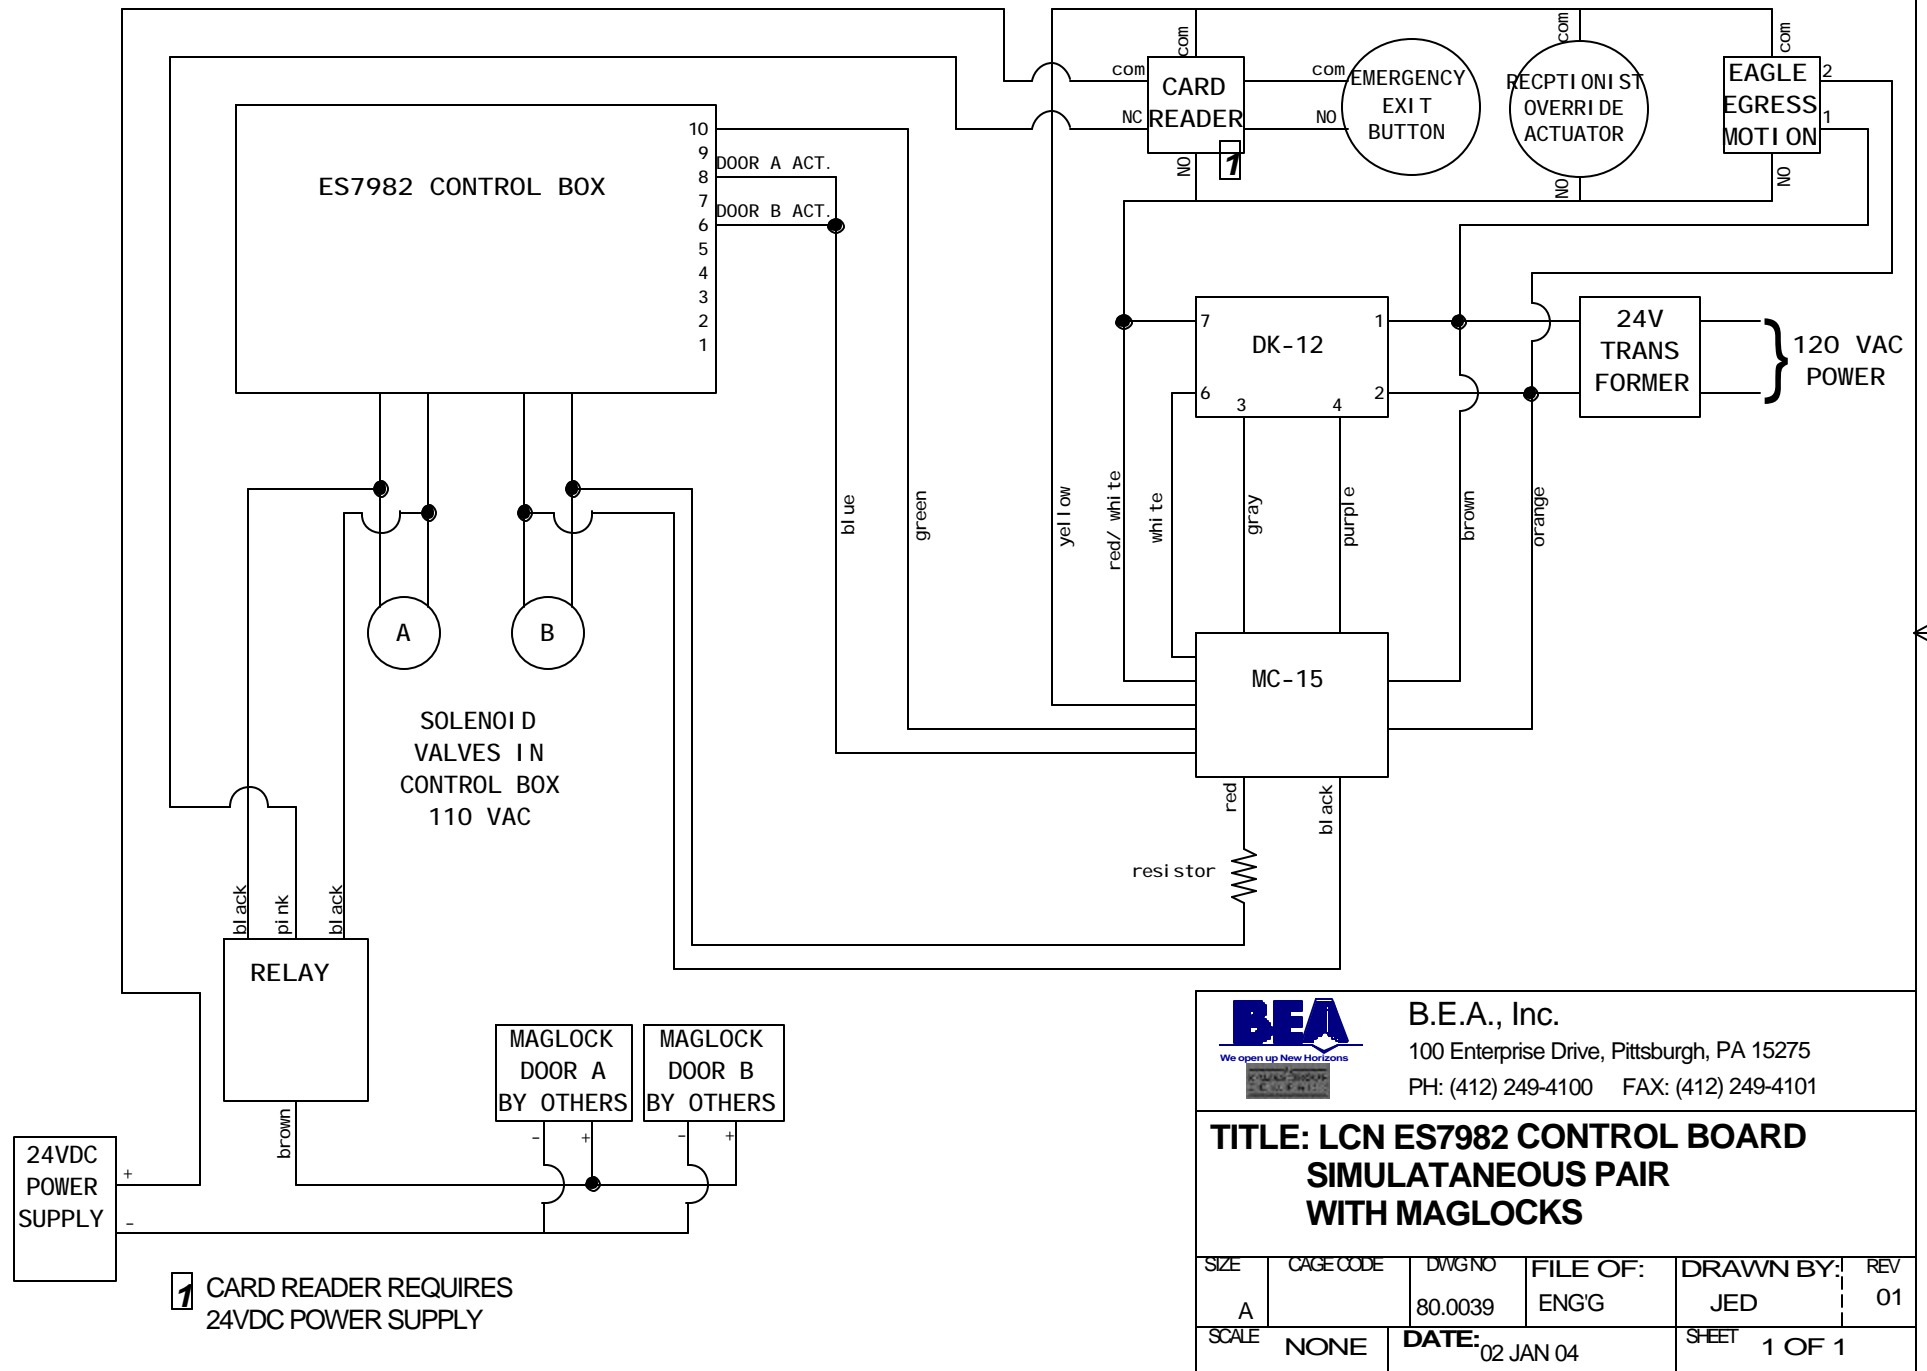 com
com
com
com
com
com
2
NC
NO
1
CARD
READER
EMERGENCY
EXIT
BUTTON
RECPTIONIST
OVERRIDE
ACTUATOR
EAGLE
EGRESS
MOTION
NO
1
NO
NO
ES7982 CONTROL BOX
10
9
8
7
6
5
4
3
2
1
DOOR A ACT.
DOOR B ACT.
DK-12
7
6
3
4
1
2
24V
TRANS
FORMER
120 VAC
POWER
blue
green
yellow
red/white
white
gray
purple
brown
orange
A
B
SOLENOID
VALVES IN
CONTROL BOX
110 VAC
MC-15
red
black
resistor
black
pink
black
RELAY
brown
MAGLOCK
DOOR A
BY OTHERS
- +
MAGLOCK
DOOR B
BY OTHERS
- +
24VDC
POWER
SUPPLY
+
-
1 CARD READER REQUIRES
24VDC POWER SUPPLY
BEA
We open up New Horizons
B.E.A., Inc.
100 Enterprise Drive, Pittsburgh, PA 15275
PH: (412) 249-4100 FAX: (412) 249-4101
TITLE: LCN ES7982 CONTROL BOARD
SIMULATANEOUS PAIR
WITH MAGLOCKS
SIZE
A
CAGE CODE
DWG NO
80.0039
FILE OF:
ENG'G
DRAWN BY:
JED
REV
01
SCALE NONE
DATE: 02 JAN 04
SHEET 1 OF 1